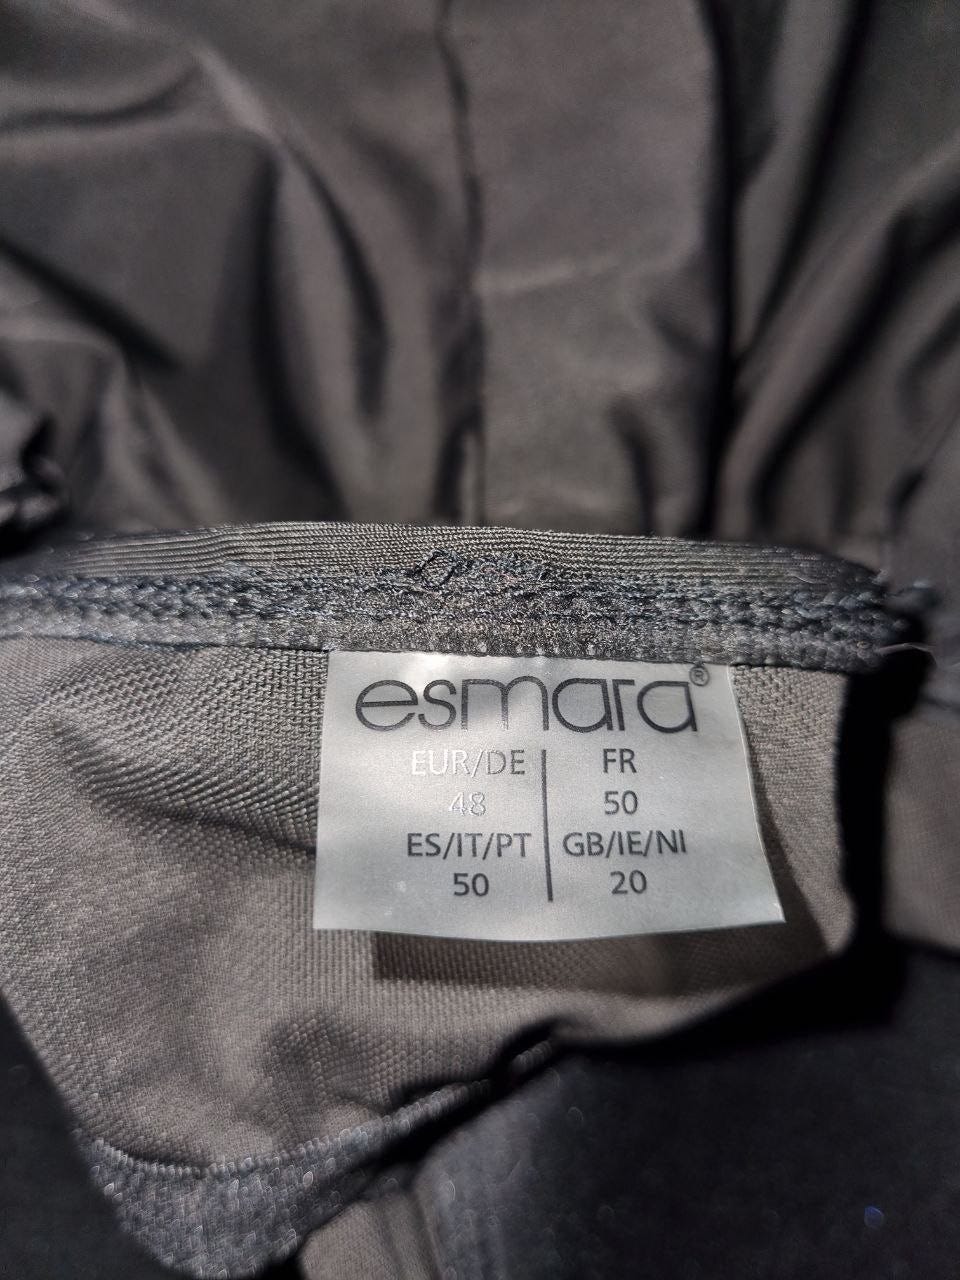 esmara®
EUR/DE FR
48 50
ES/IT/PT GB/IE/NI
50 20